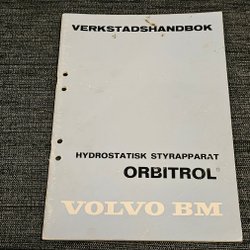 VERKSTADSHANDBOK
HYDROSTATISK STYRAPPARAT
ORBITROL®
VOLVO BM